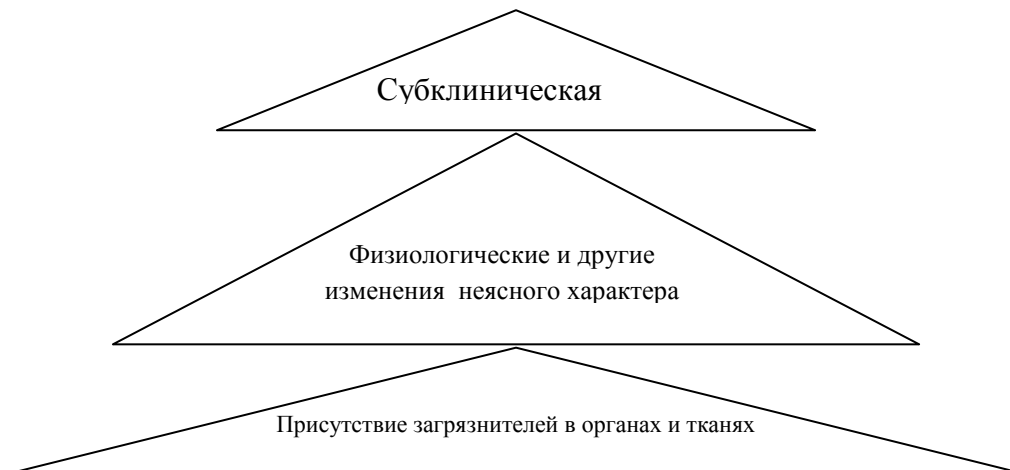 Субклиническая
Физиологические и другие
изменения неясного характера
Присутствие загрязнителей в органах и тканях